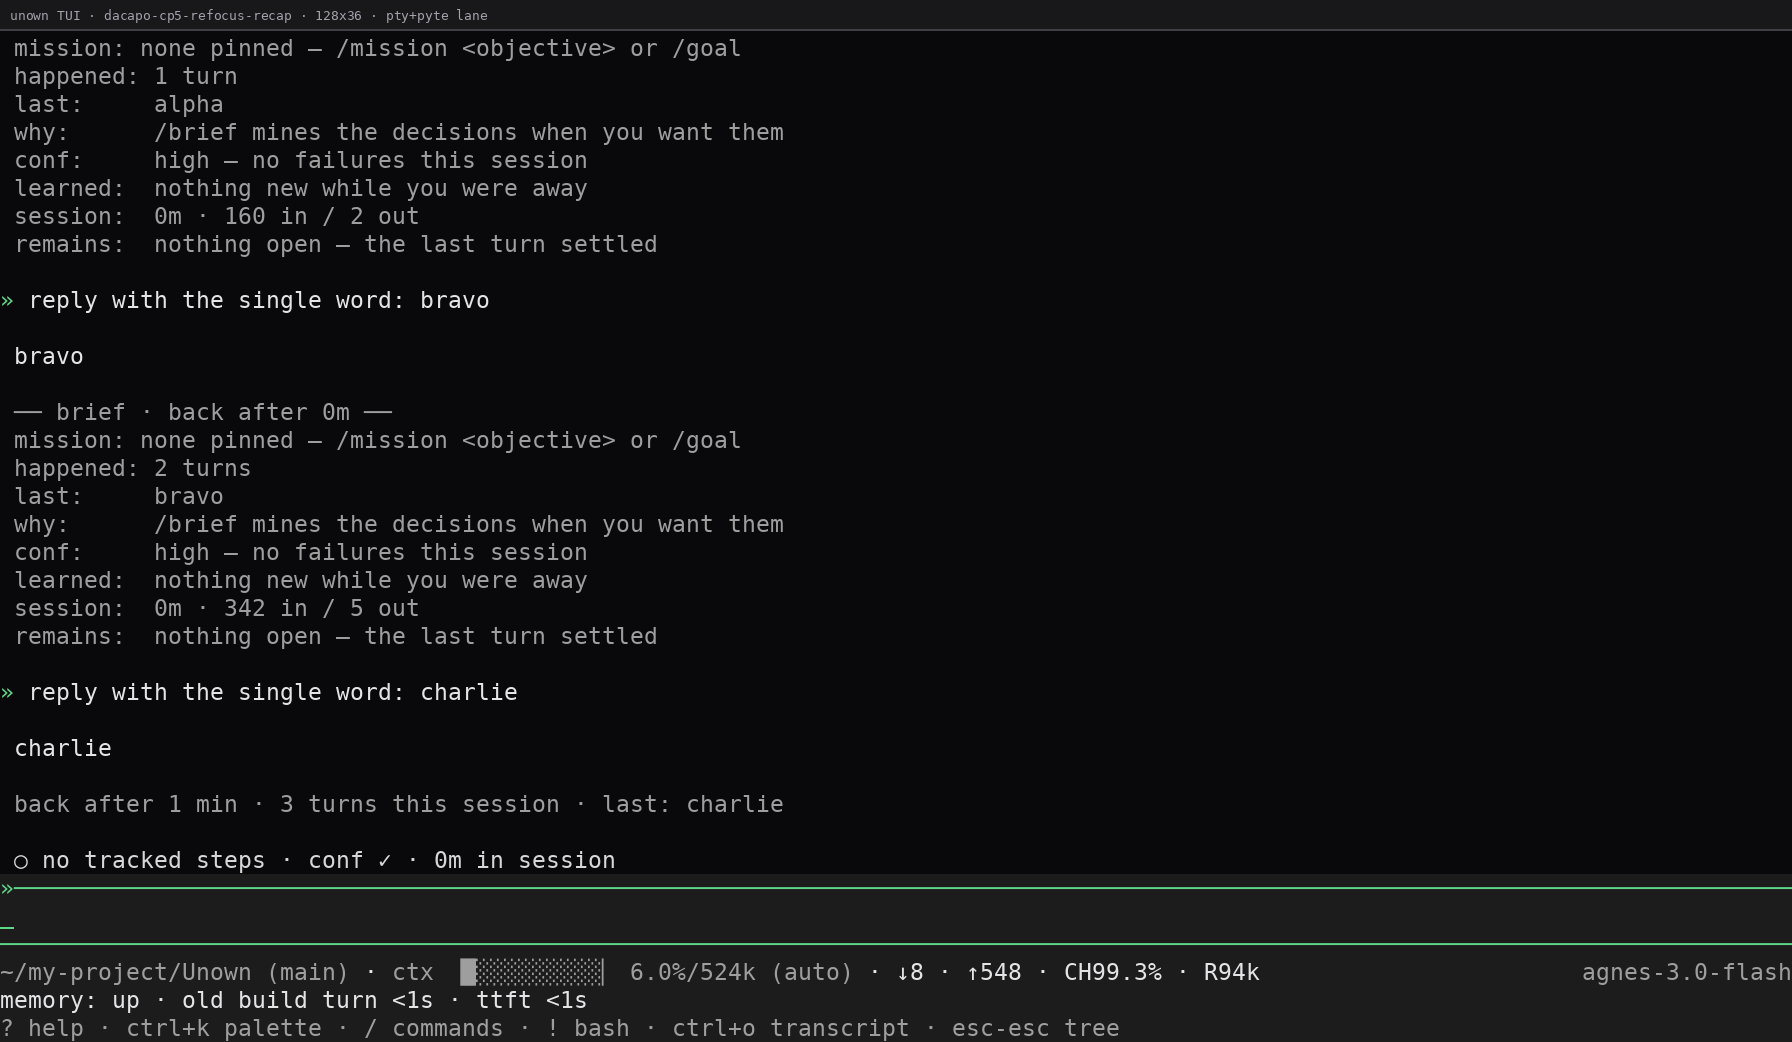 unown TUI · dacapo-cp5-refocus-recap · 128x36 · pty+pyte lane
mission: none pinned — /mission <objective> or /goal
happened: 1 turn
last:     alpha
why:      /brief mines the decisions when you want them
conf:     high — no failures this session
learned:  nothing new while you were away
session:  0m · 160 in / 2 out
remains:  nothing open — the last turn settled
» reply with the single word: bravo
bravo
── brief · back after 0m ──
mission: none pinned — /mission <objective> or /goal
happened: 2 turns
last:     bravo
why:      /brief mines the decisions when you want them
conf:     high — no failures this session
learned:  nothing new while you were away
session:  0m · 342 in / 5 out
remains:  nothing open — the last turn settled
» reply with the single word: charlie
charlie
back after 1 min · 3 turns this session · last: charlie
○ no tracked steps · conf ✓ · 0m in session
»
~/my-project/Unown (main) · ctx █░░░░░░░░░▏ 6.0%/524k (auto) · ↓8 · ↑548 · CH99.3% · R94k agnes-3.0-flash
memory: up · old build turn <1s · ttft <1s
? help · ctrl+k palette · / commands · ! bash · ctrl+o transcript · esc-esc tree